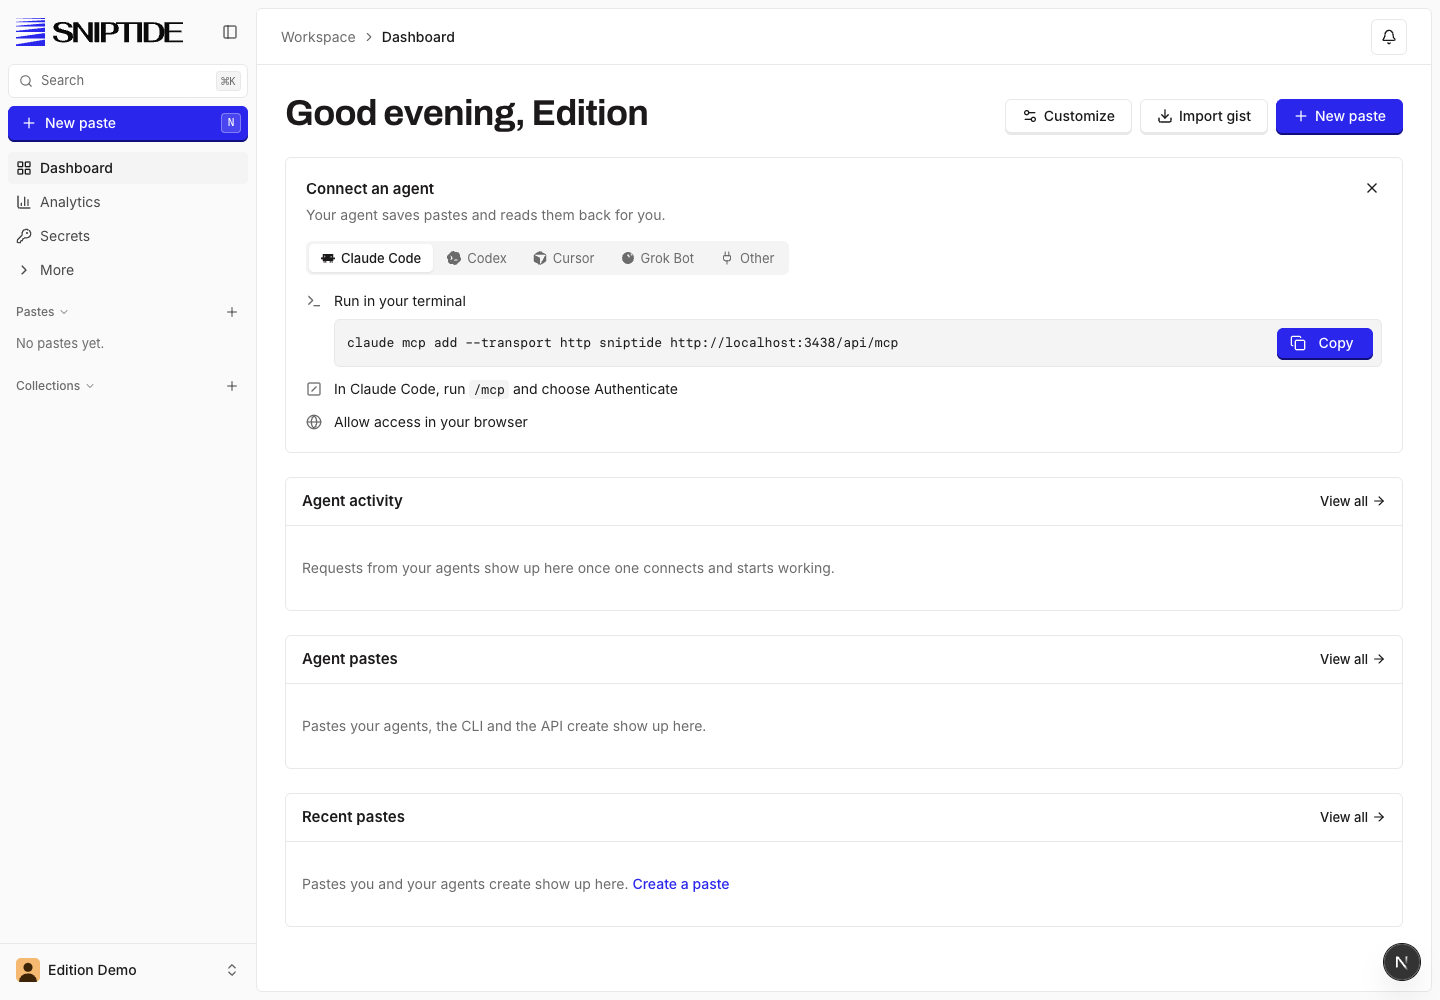 SNIPTIDE
Search ⌘K
New paste N
Dashboard
Analytics
Secrets
More
Pastes
No pastes yet.
Collections
Edition Demo
Workspace > Dashboard
Good evening, Edition
Customize
Import gist
New paste
Connect an agent
Your agent saves pastes and reads them back for you.
Claude Code Codex Cursor Grok Bot Other
Run in your terminal
claude mcp add --transport http sniptide http://localhost:3438/api/mcp
Copy
In Claude Code, run /mcp and choose Authenticate
Allow access in your browser
Agent activity
View all →
Requests from your agents show up here once one connects and starts working.
Agent pastes
View all →
Pastes your agents, the CLI and the API create show up here.
Recent pastes
View all →
Pastes you and your agents create show up here. Create a paste
N